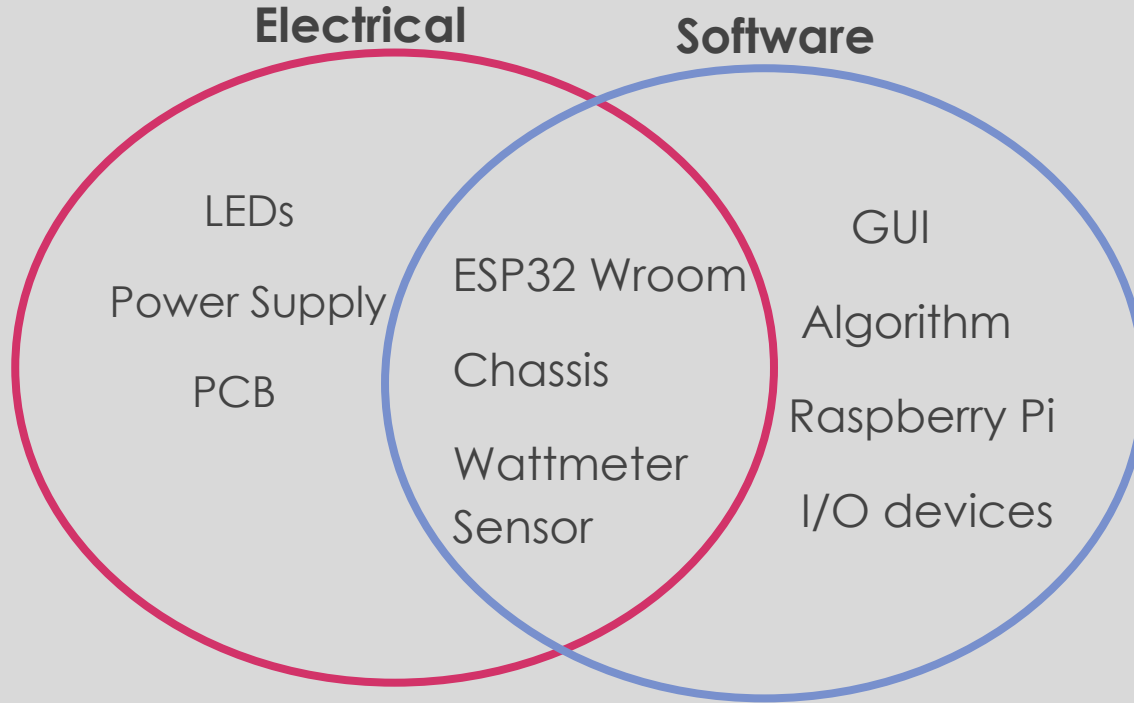 Electrical
Software
LEDs
Power Supply
PCB
ESP32 Wroom
Chassis
Wattmeter
Sensor
GUI
Algorithm
Raspberry Pi
I/O devices